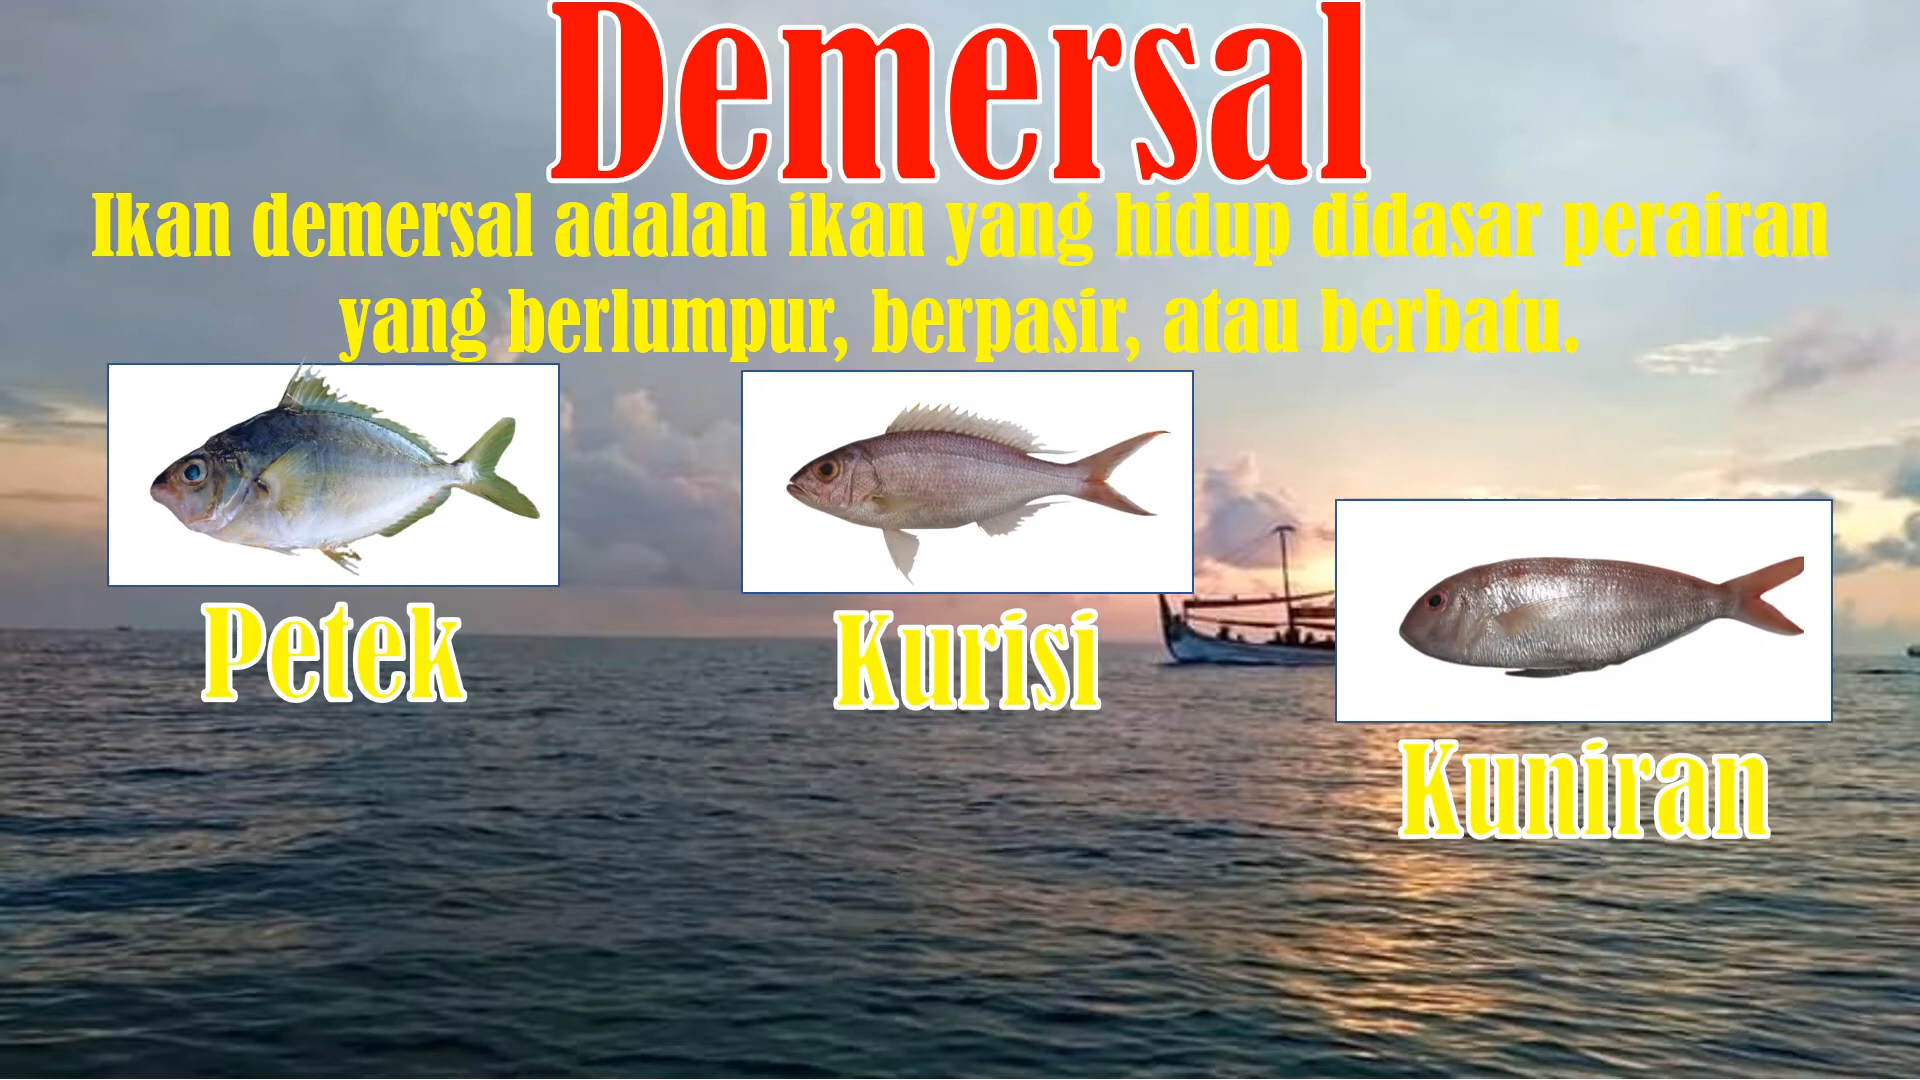 Demersal
Ikan demersal adalah ikan yang hidup didasar perairan
yang berlumpur, berpasir, atau berbatu.
Petek
Kurisi
Kuniran